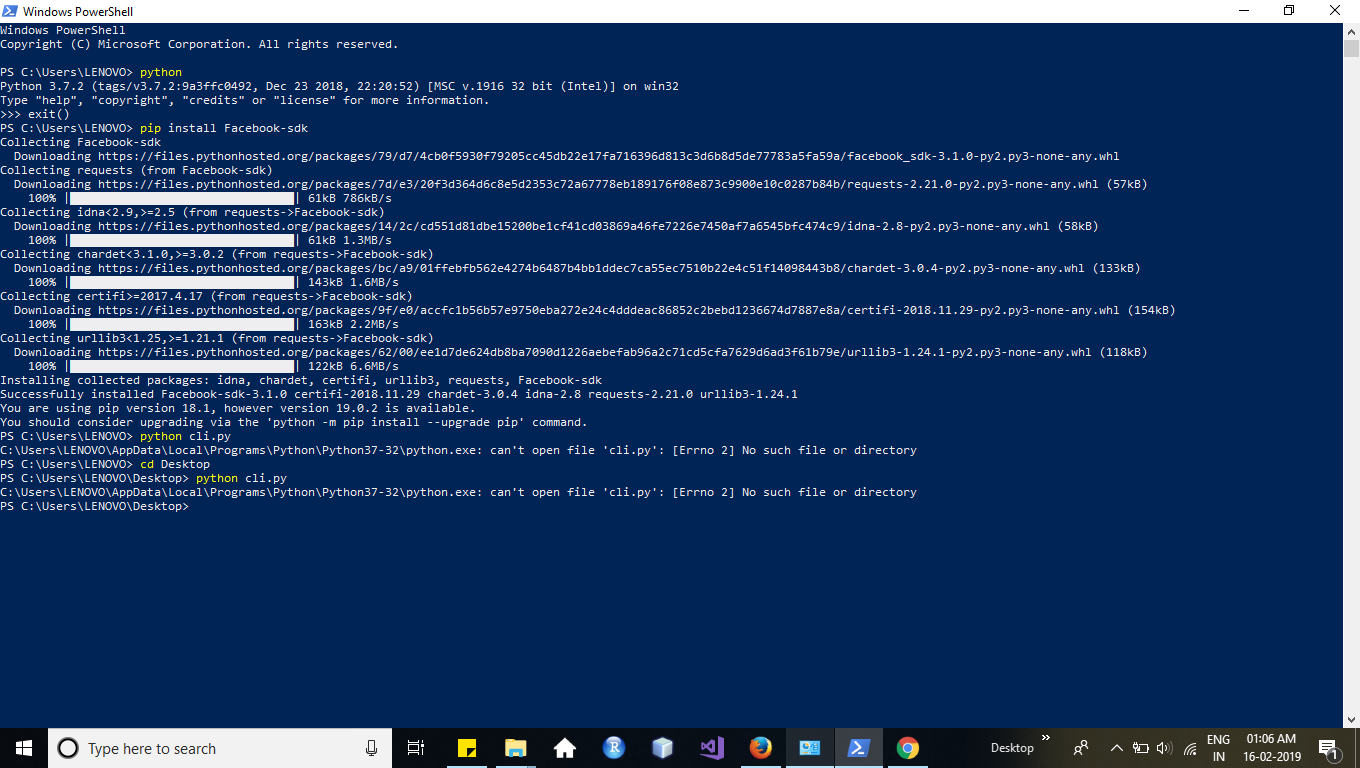 Windows PowerShell
Windows PowerShell
Copyright (C) Microsoft Corporation. All rights reserved.
PS C:\Users\LENOVO> python
Python 3.7.2 (tags/v3.7.2:9a3ffc0492, Dec 23 2018, 22:20:52) [MSC v.1916 32 bit (Intel)] on win32
Type "help", "copyright", "credits" or "license" for more information.
>>> exit()
PS C:\Users\LENOVO> pip install Facebook-sdk
Collecting Facebook-sdk
  Downloading https://files.pythonhosted.org/packages/79/d7/4cb0f5930f79205cc45db22e17fa716396d813c3d6b8d5de77783a5fa59a/facebook_sdk-3.1.0-py2.py3-none-any.whl
Collecting requests (from Facebook-sdk)
  Downloading https://files.pythonhosted.org/packages/7d/e3/20f3d364d6c8e5d2353c72a67778eb189176f08e873c9900e10c0287b84b/requests-2.21.0-py2.py3-none-any.whl (57kB)
    100% || 61kB 786kB/s
Collecting idna<2.9,>=2.5 (from requests->Facebook-sdk)
  Downloading https://files.pythonhosted.org/packages/14/2c/cd551d81dbe15200be1cf41cd03869a46fe7226e7450af7a6545bfc474c9/idna-2.8-py2.py3-none-any.whl (58kB)
    100% || 61kB 1.3MB/s
Collecting chardet<3.1.0,>=3.0.2 (from requests->Facebook-sdk)
  Downloading https://files.pythonhosted.org/packages/bc/a9/01ffebfb562e4274b6487b4bb1ddec7ca55ec7510b22e4c51f14098443b8/chardet-3.0.4-py2.py3-none-any.whl (133kB)
    100% || 143kB 1.6MB/s
Collecting certifi>=2017.4.17 (from requests->Facebook-sdk)
  Downloading https://files.pythonhosted.org/packages/9f/e0/accfc1b56b57e9750eba272e24c4dddeac86852c2bebd1236674d7887e8a/certifi-2018.11.29-py2.py3-none-any.whl (154kB)
    100% || 163kB 2.2MB/s
Collecting urllib3<1.25,>=1.21.1 (from requests->Facebook-sdk)
  Downloading https://files.pythonhosted.org/packages/62/00/ee1d7de624db8ba7090d1226aebefab96a2c71cd5cfa7629d6ad3f61b79e/urllib3-1.24.1-py2.py3-none-any.whl (118kB)
    100% || 122kB 6.6MB/s
Installing collected packages: idna, chardet, certifi, urllib3, requests, Facebook-sdk
Successfully installed Facebook-sdk-3.1.0 certifi-2018.11.29 chardet-3.0.4 idna-2.8 requests-2.21.0 urllib3-1.24.1
You are using pip version 18.1, however version 19.0.2 is available.
You should consider upgrading via the 'python -m pip install --upgrade pip' command.
PS C:\Users\LENOVO> python cli.py
C:\Users\LENOVO\AppData\Local\Programs\Python\Python37-32\python.exe: can't open file 'cli.py': [Errno 2] No such file or directory
PS C:\Users\LENOVO> cd Desktop
PS C:\Users\LENOVO\Desktop> python cli.py
C:\Users\LENOVO\AppData\Local\Programs\Python\Python37-32\python.exe: can't open file 'cli.py': [Errno 2] No such file or directory
PS C:\Users\LENOVO\Desktop>
Type here to search
R
Desktop
ENG
IN
01:06 AM
16-02-2019
1